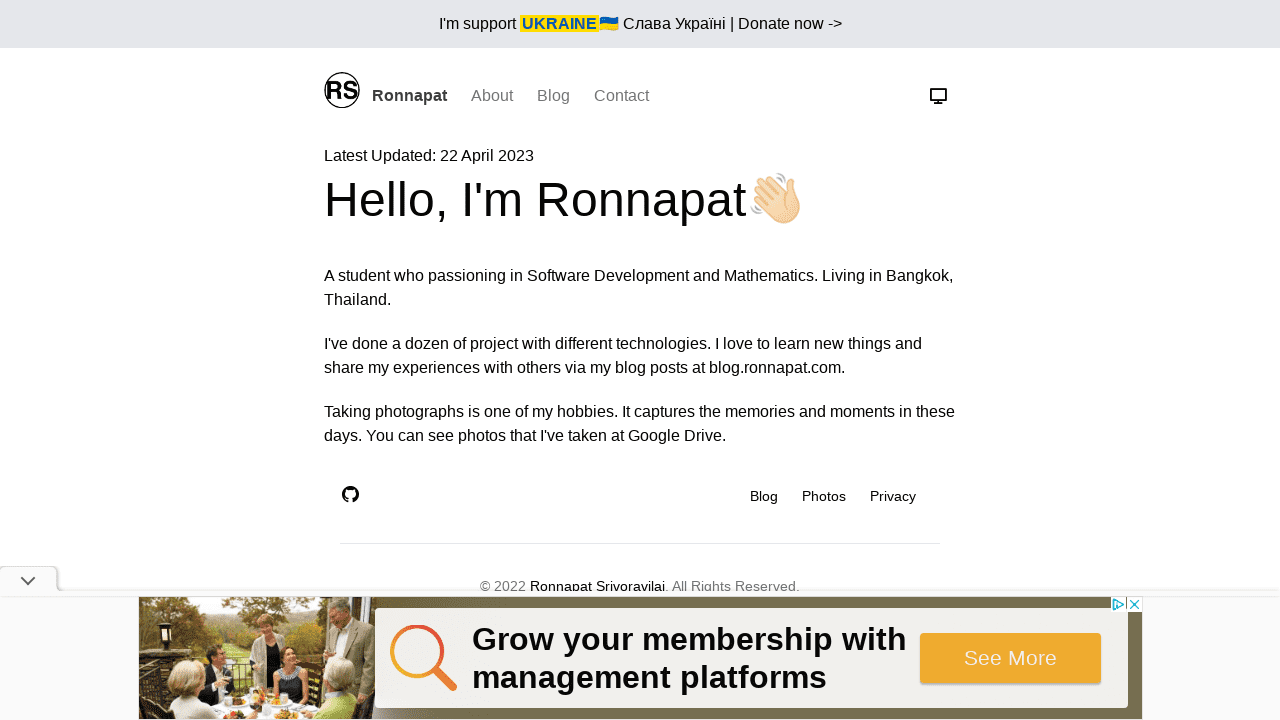 I'm support UKRAINE🇺🇦 Слава Україні | Donate now ->
RS Ronnapat About Blog Contact
Latest Updated: 22 April 2023
Hello, I'm Ronnapat👋🏻
A student who passioning in Software Development and Mathematics. Living in Bangkok,
Thailand.
I've done a dozen of project with different technologies. I love to learn new things and
share my experiences with others via my blog posts at blog.ronnapat.com.
Taking photographs is one of my hobbies. It captures the memories and moments in these
days. You can see photos that I've taken at Google Drive.
Blog Photos Privacy
© 2022 Ronnapat Srivoravilai. All Rights Reserved.
Grow your membership with
management platforms
See More